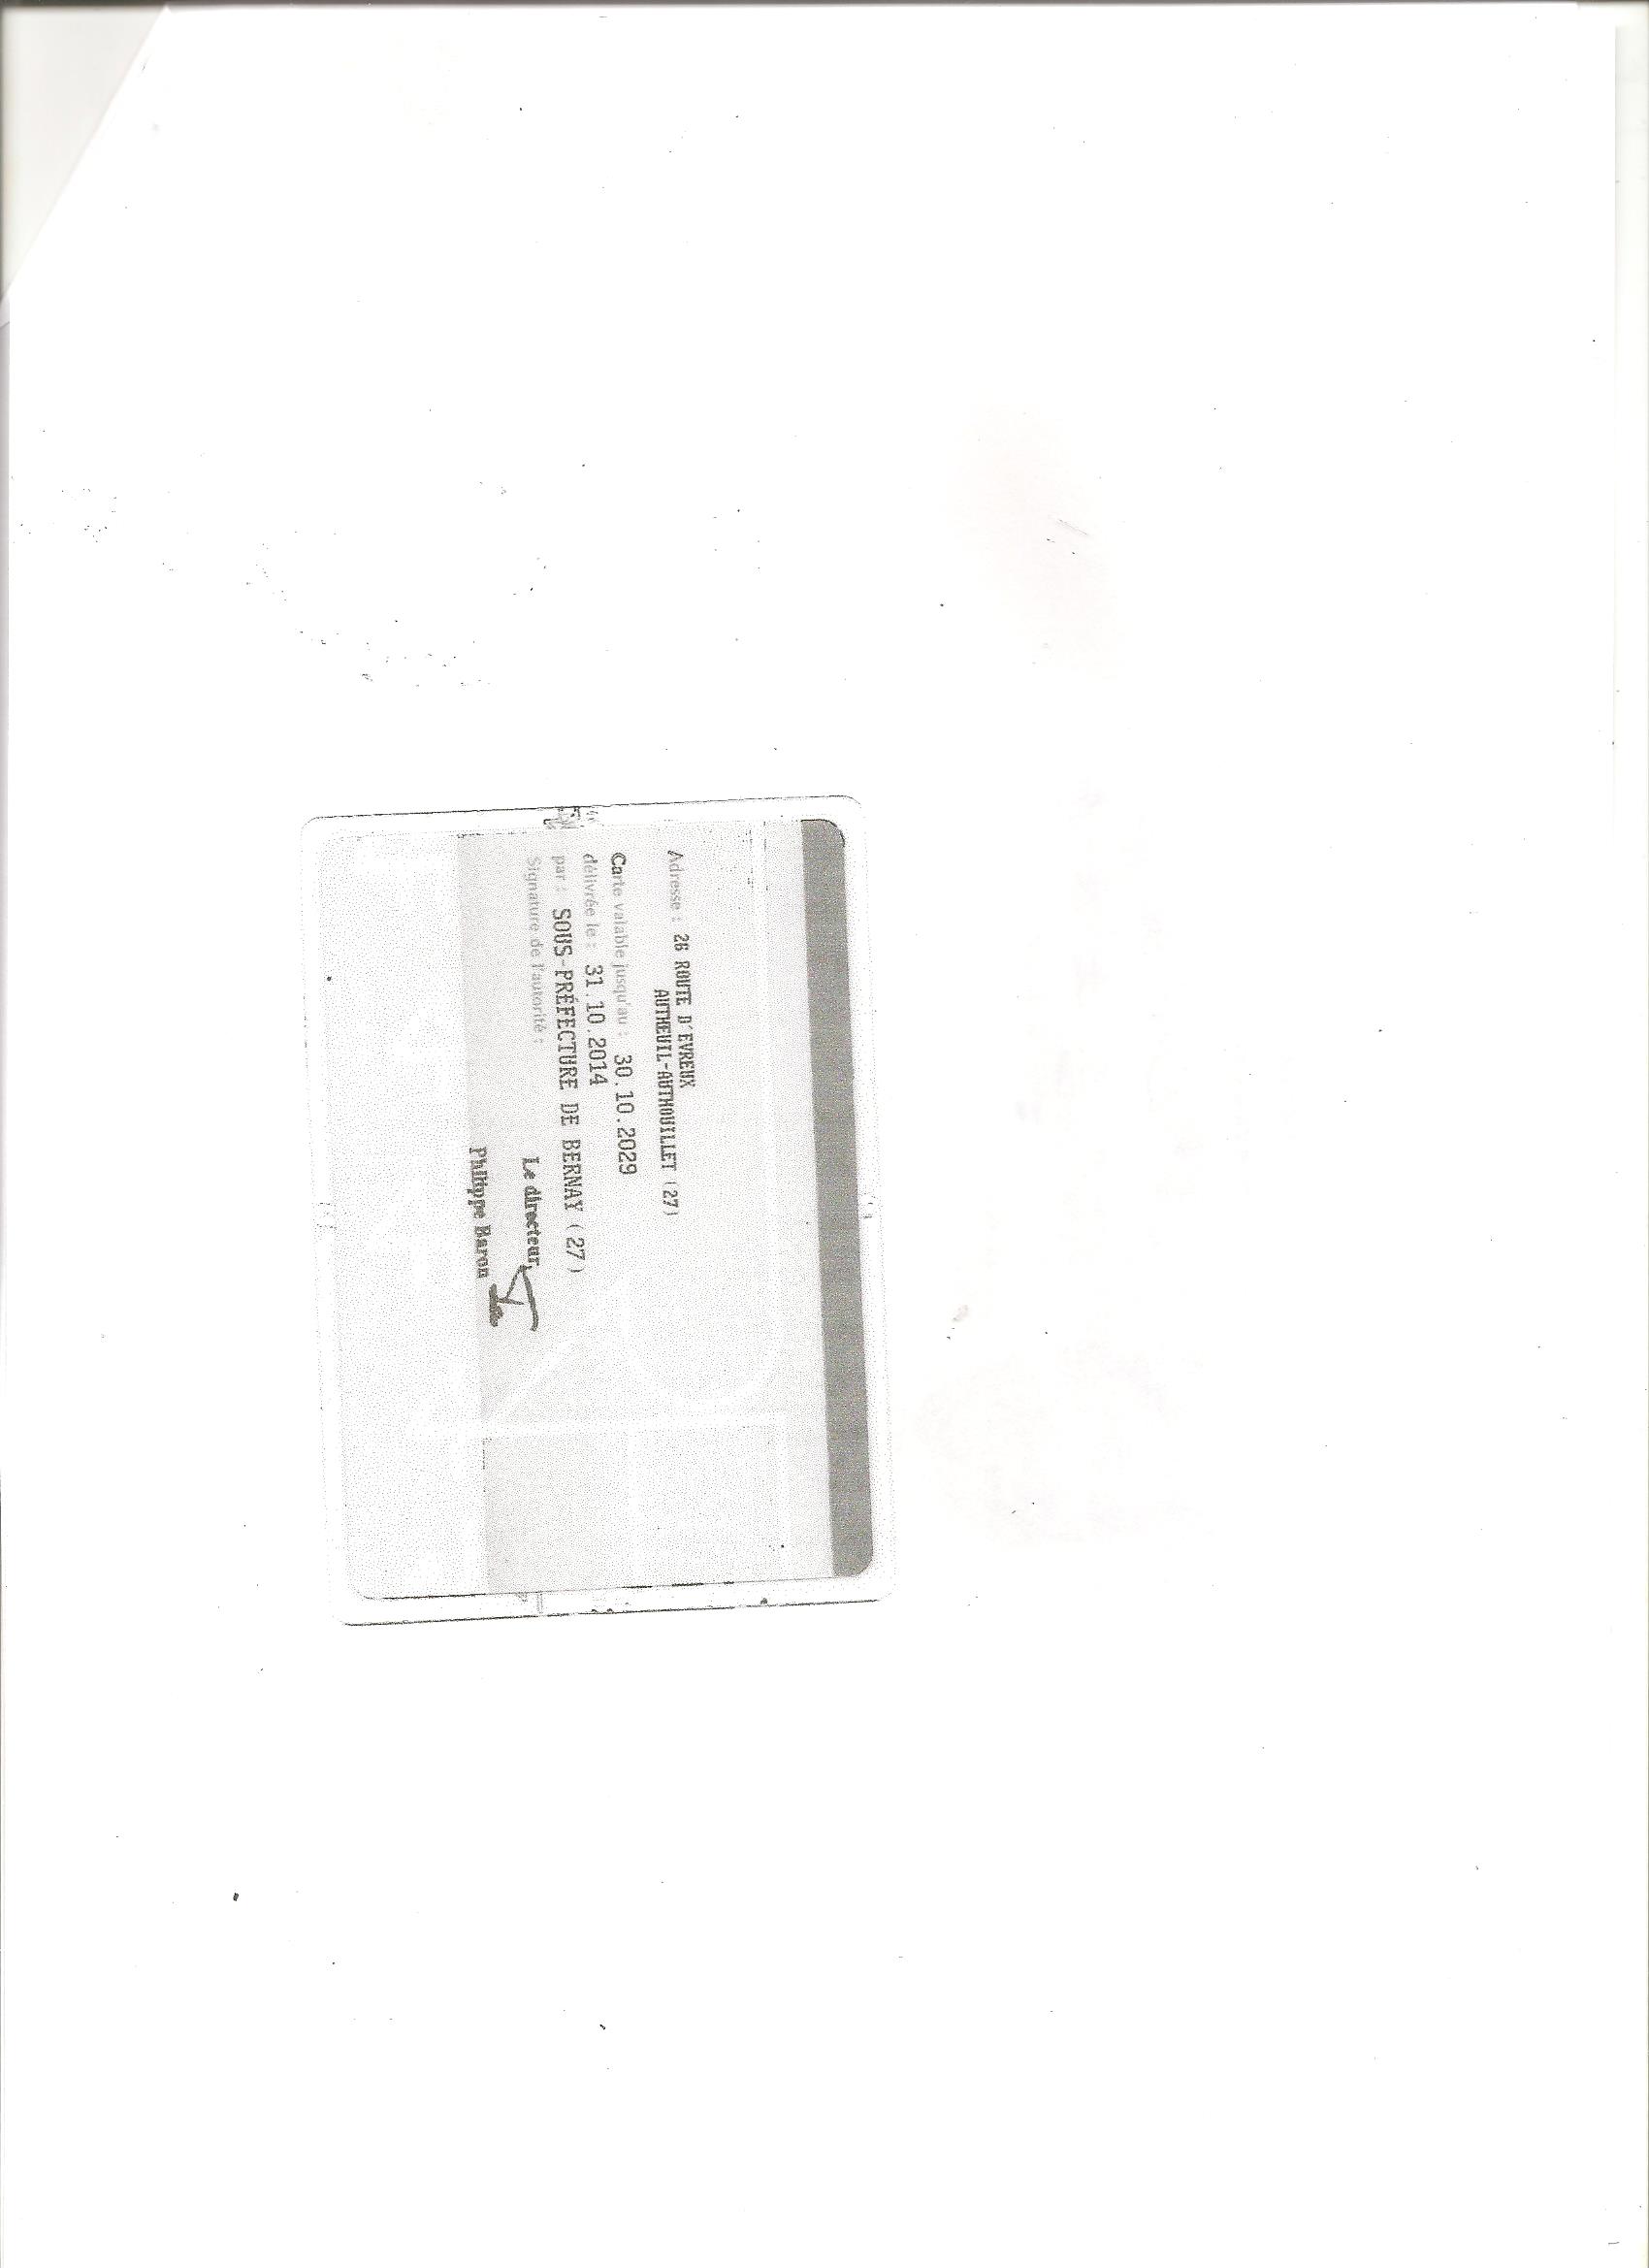 Adresse : 26 ROUTE D'EVREUX
AUTHEUIL-AUTHOUILLET (27)
Carte valable jusqu'au : 30.10.2029
délivrée le : 31.10.2014
par : SOUS-PRÉFECTURE DE BERNAY (27)
Signature de l'autorité :
Le directeur,
Philippe Baron